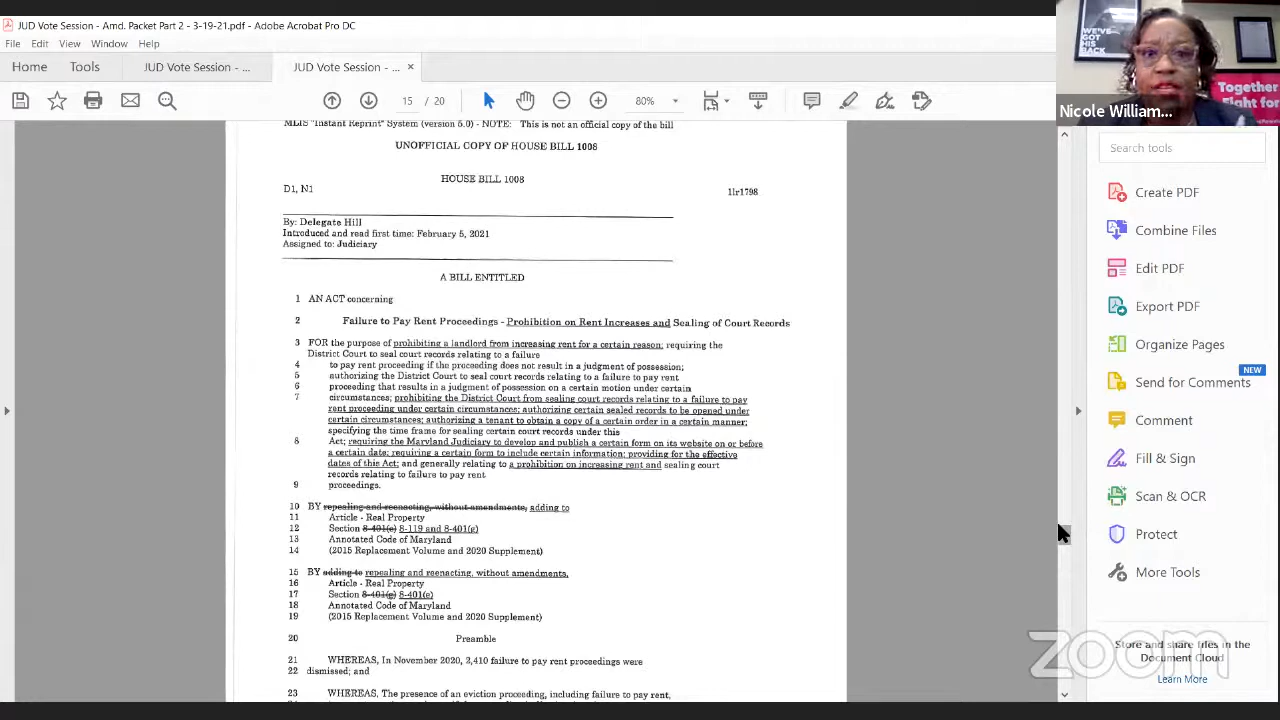 JUD Vote Session - Amd. Packet Part 2 - 3-19-21.pdf - Adobe Acrobat Pro DC
File Edit View Window Help
Home Tools JUD Vote Session - ... JUD Vote Session - ... ×
15 / 20 80%
WE'VE
GOT
HIS
BACK
Together
Fight for
Nicole William...
MLIS "Instant Reprint" System (version 5.0) - NOTE: This is not an official copy of the bill
UNOFFICIAL COPY OF HOUSE BILL 1008
HOUSE BILL 1008
D1, N1 1lr1798
By: Delegate Hill
Introduced and read first time: February 5, 2021
Assigned to: Judiciary
A BILL ENTITLED
1 AN ACT concerning
2 Failure to Pay Rent Proceedings - Prohibition on Rent Increases and Sealing of Court Records
3 FOR the purpose of prohibiting a landlord from increasing rent for a certain reason; requiring the
District Court to seal court records relating to a failure
4 to pay rent proceeding if the proceeding does not result in a judgment of possession;
5 authorizing the District Court to seal court records relating to a failure to pay rent
6 proceeding that results in a judgment of possession on a certain motion under certain
7 circumstances; prohibiting the District Court from sealing court records relating to a failure to pay
rent proceeding under certain circumstances; authorizing certain sealed records to be opened under
certain circumstances; authorizing a tenant to obtain a copy of a certain order in a certain manner;
specifying the time frame for sealing certain court records under this
8 Act; requiring the Maryland Judiciary to develop and publish a certain form on its website on or before
a certain date; requiring a certain form to include certain information; providing for the effective
dates of this Act; and generally relating to a prohibition on increasing rent and sealing court
records relating to failure to pay rent
9 proceedings.
10 BY repealing and reenacting, without amendments, adding to
11 Article - Real Property
12 Section 8-401(e) 8-119 and 8-401(g)
13 Annotated Code of Maryland
14 (2015 Replacement Volume and 2020 Supplement)
15 BY adding to repealing and reenacting, without amendments,
16 Article - Real Property
17 Section 8-401(g) 8-401(e)
18 Annotated Code of Maryland
19 (2015 Replacement Volume and 2020 Supplement)
20 Preamble
21 WHEREAS, In November 2020, 2,410 failure to pay rent proceedings were
22 dismissed; and
23 WHEREAS, The presence of an eviction proceeding, including failure to pay rent,
Search tools
Create PDF
Combine Files
Edit PDF
Export PDF
Organize Pages
NEW
Send for Comments
Comment
Fill & Sign
Scan & OCR
Protect
More Tools
Store and share files in the
Document Cloud
Learn More
zoom